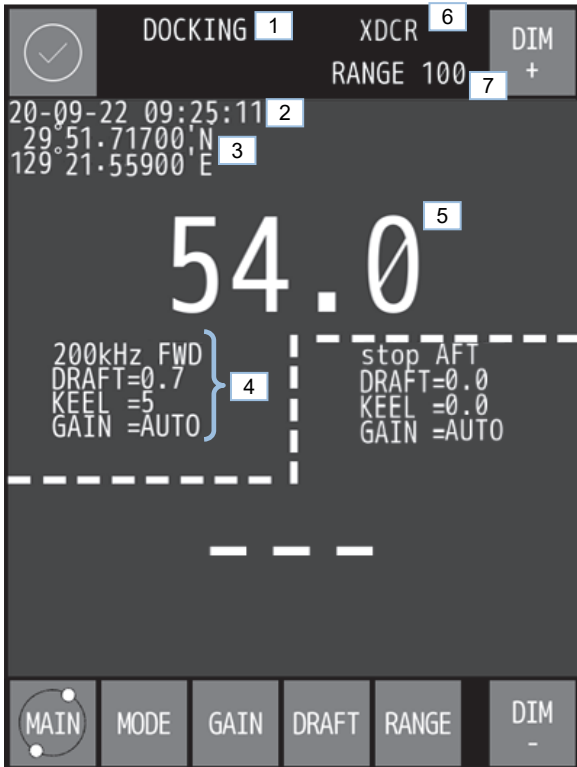 DOCKING 1
XDCR 6
DIM
+
RANGE 100 7
20-09-22 09:25:11 2
29°51.71700'N
129°21.55900'E
3
54.0 5
200kHz FWD
DRAFT=0.7
KEEL =5
GAIN =AUTO
4
stop AFT
DRAFT=0.0
KEEL =0.0
GAIN =AUTO
---
MAIN
MODE
GAIN
DRAFT
RANGE
DIM
-